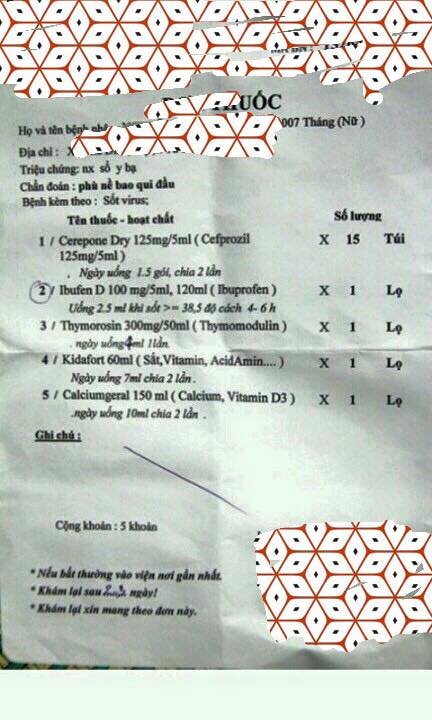 THUỐC
Họ và tên bệnh 007 Tháng (Nữ )
Địa chỉ :
Triệu chứng: nx sổ y bạ
Chẩn đoán : phù nề bao qui đầu
Bệnh kèm theo : Sốt virus;
Tên thuốc - hoạt chất Số lượng
1 / Cerepone Dry 125mg/5ml ( Cefprozil X 15 Túi
125mg/5ml )
. Ngày uống 1.5 gói, chia 2 lần
2 / Ibufen D 100 mg/5ml, 120ml ( Ibuprofen ) X 1 Lọ
Uống 2.5 ml khi sốt >= 38,5 độ cách 4- 6 h
3 / Thymorosin 300mg/50ml ( Thymomodulin ) X 1 Lọ
. ngày uống ml 1lần.
4 / Kidafort 60ml ( Sắt,Vitamin, AcidAmin.... ) X 1 Lọ
Ngày uống 7ml chia 2 lần .
5 / Calciumgeral 150 ml ( Calcium, Vitamin D3 ) X 1 Lọ
.ngày uống 10ml chia 2 lần .
Ghi chú :
Cộng khoản : 5 khoản
* Nếu bất thường vào viện nơi gần nhất.
* Khám lại sau ngày!
* Khám lại xin mang theo đơn này.